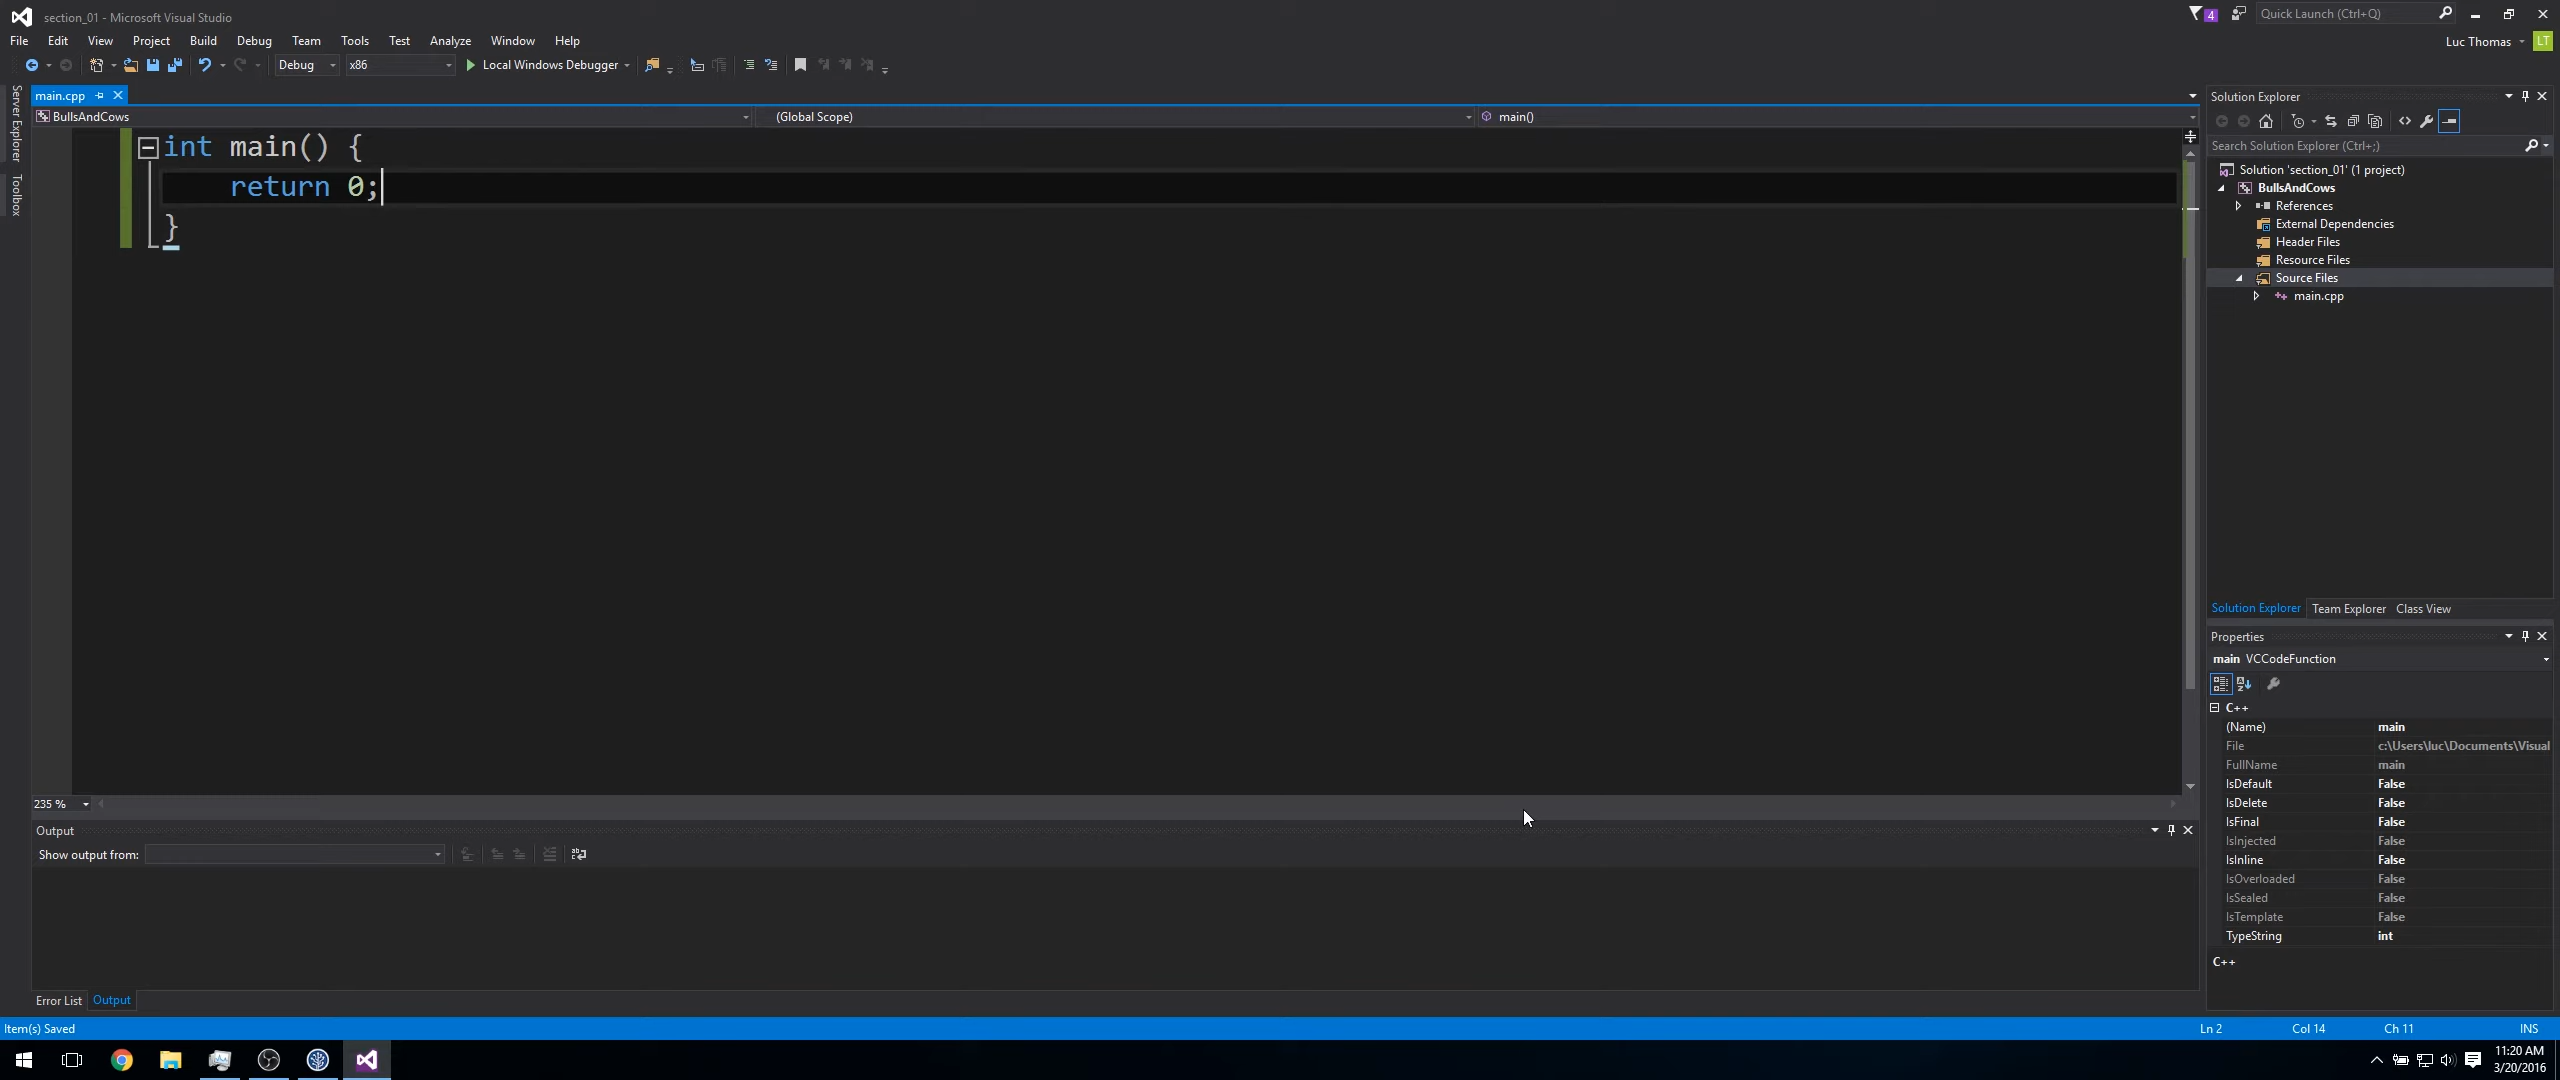 section_01 - Microsoft Visual Studio
4
Quick Launch (Ctrl+Q)
File Edit View Project Build Debug Team Tools Test Analyze Window Help
Luc Thomas
LT
Debug x86 Local Windows Debugger
Server Explorer
Toolbox
main.cpp
BullsAndCows (Global Scope) main()
int main() {
return 0;
}
235 %
Output
Show output from:
Error List Output
Solution Explorer
Search Solution Explorer (Ctrl+;)
Solution 'section_01' (1 project)
BullsAndCows
References
External Dependencies
Header Files
Resource Files
Source Files
main.cpp
Solution Explorer Team Explorer Class View
Properties
main VCCodeFunction
C++
(Name) main
File c:\Users\luc\Documents\Visual
FullName main
IsDefault False
IsDelete False
IsFinal False
IsInjected False
IsInline False
IsOverloaded False
IsSealed False
IsTemplate False
TypeString int
C++
Item(s) Saved Ln 2 Col 14 Ch 11 INS
11:20 AM
3/20/2016